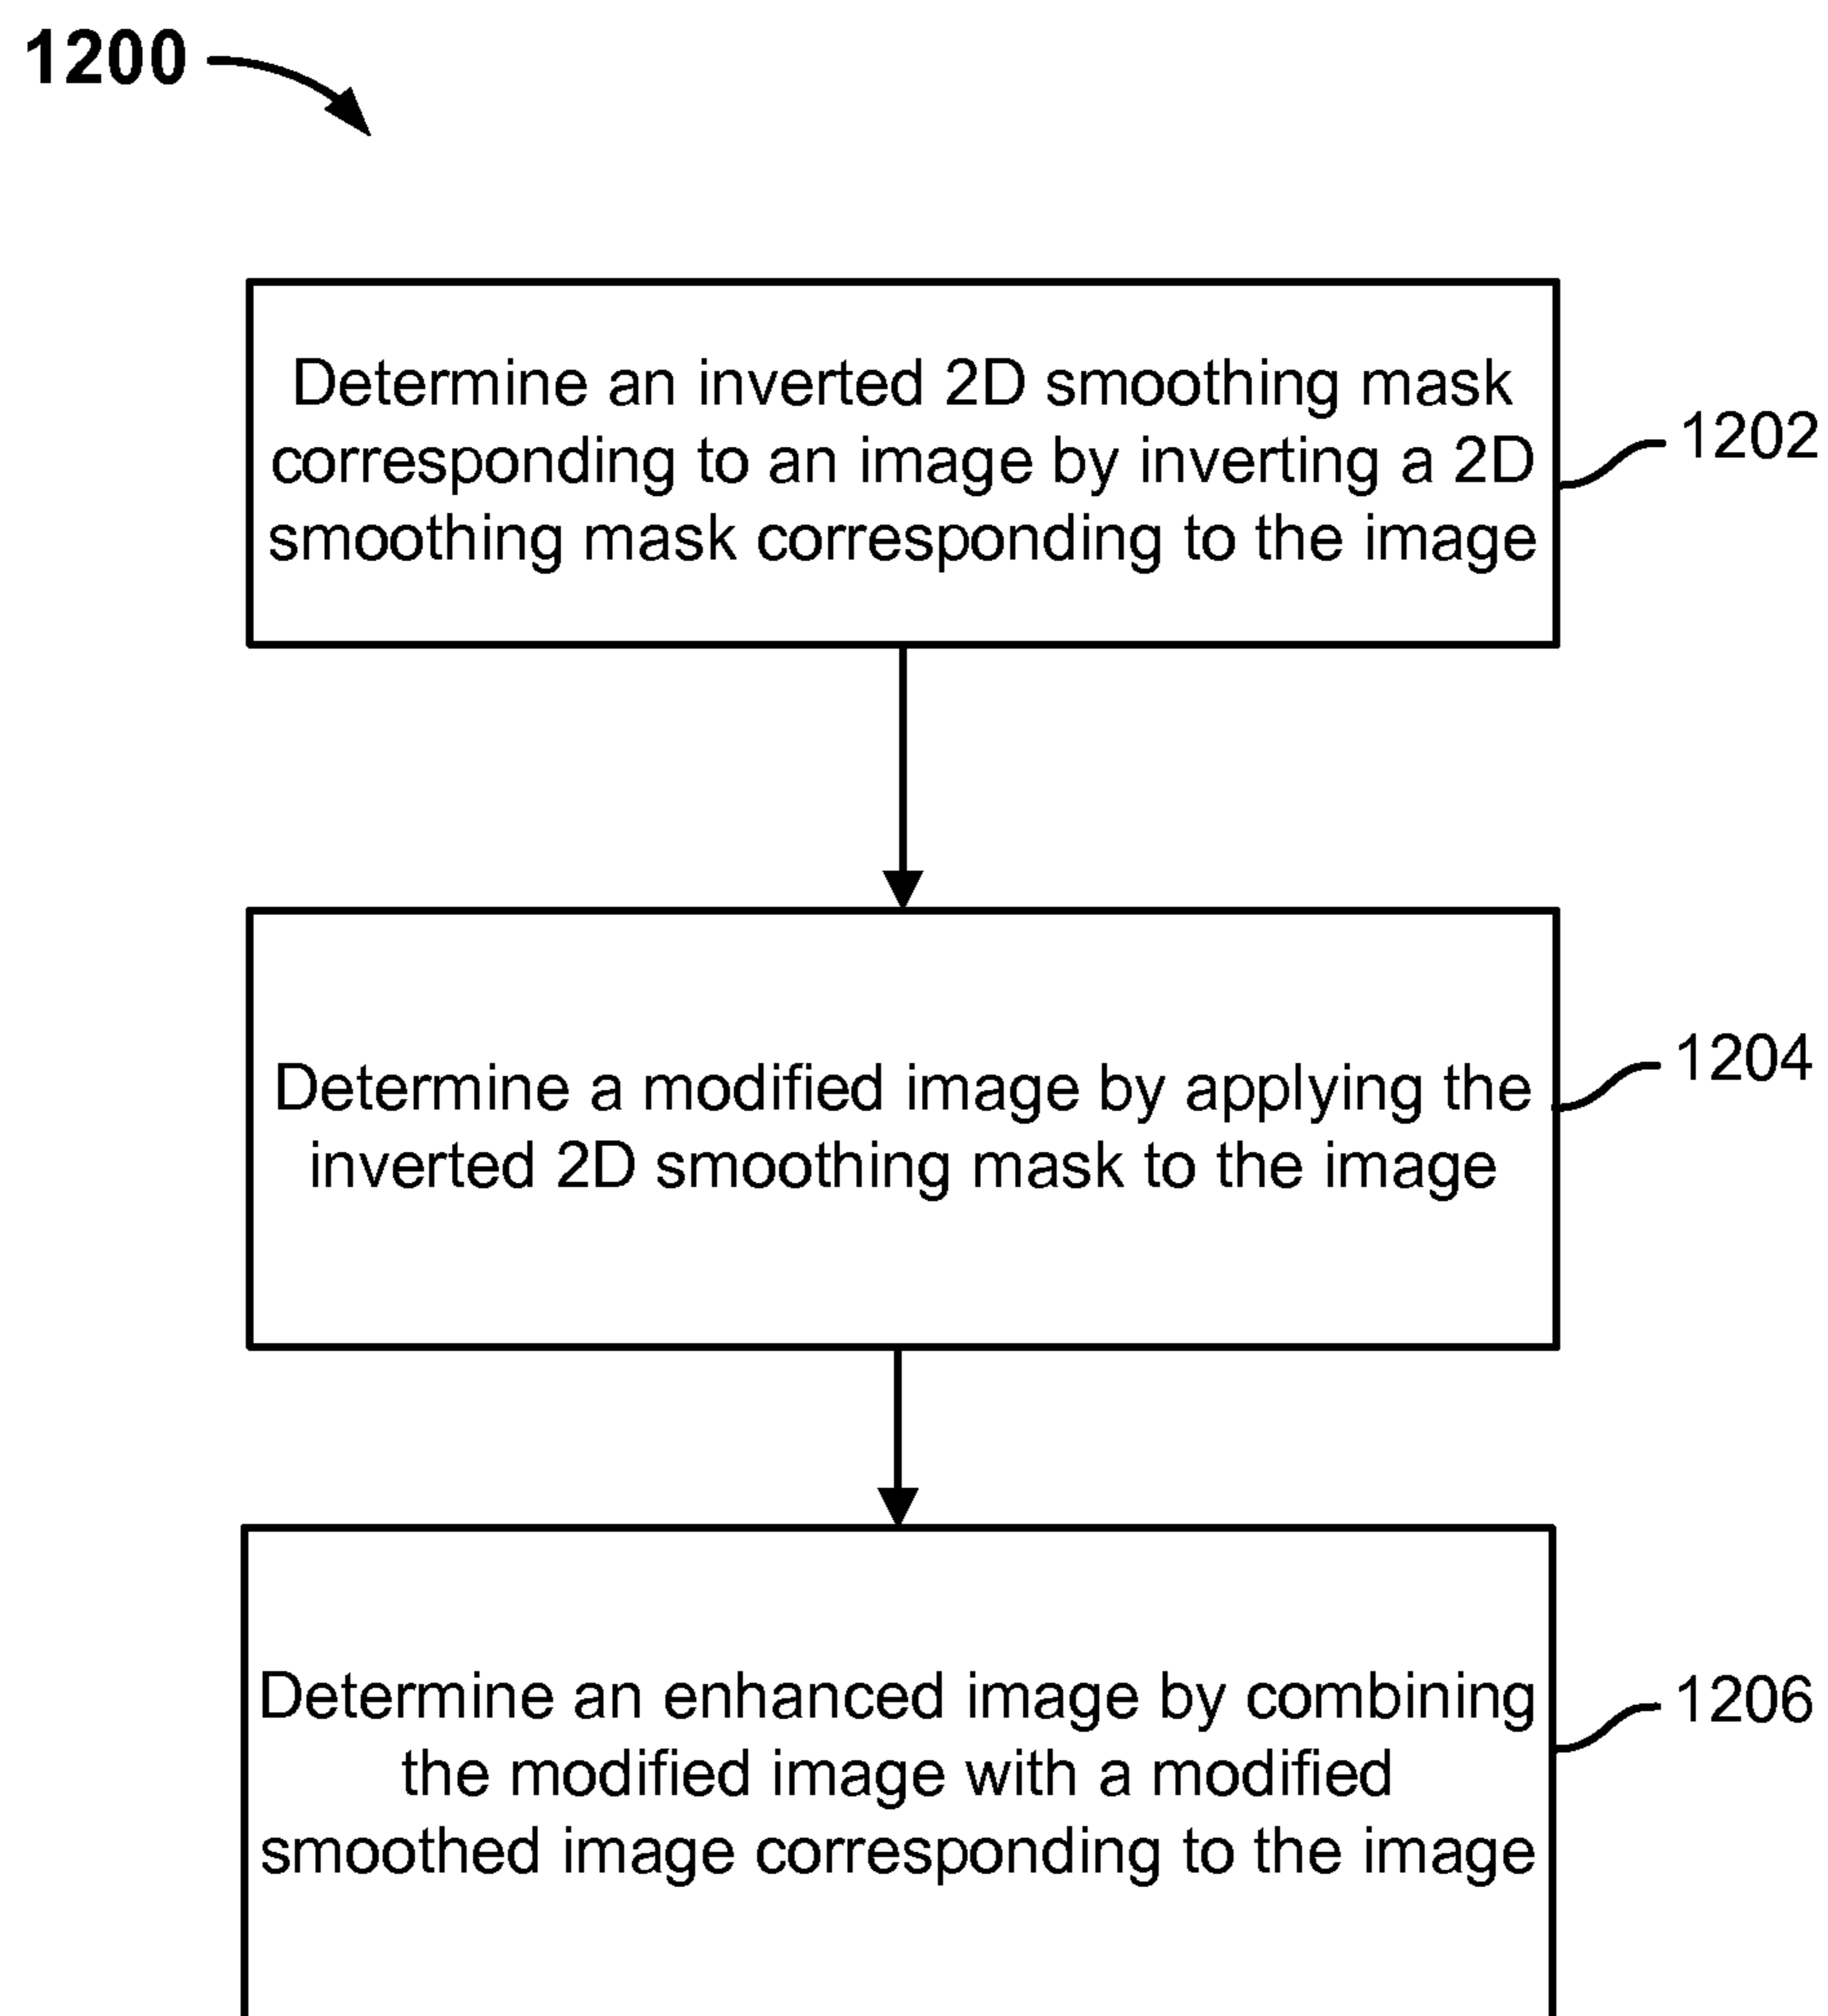 1200
Determine an inverted 2D smoothing mask
corresponding to an image by inverting a 2D
smoothing mask corresponding to the image
1202
Determine a modified image by applying the
inverted 2D smoothing mask to the image
1204
Determine an enhanced image by combining
the modified image with a modified
smoothed image corresponding to the image
1206